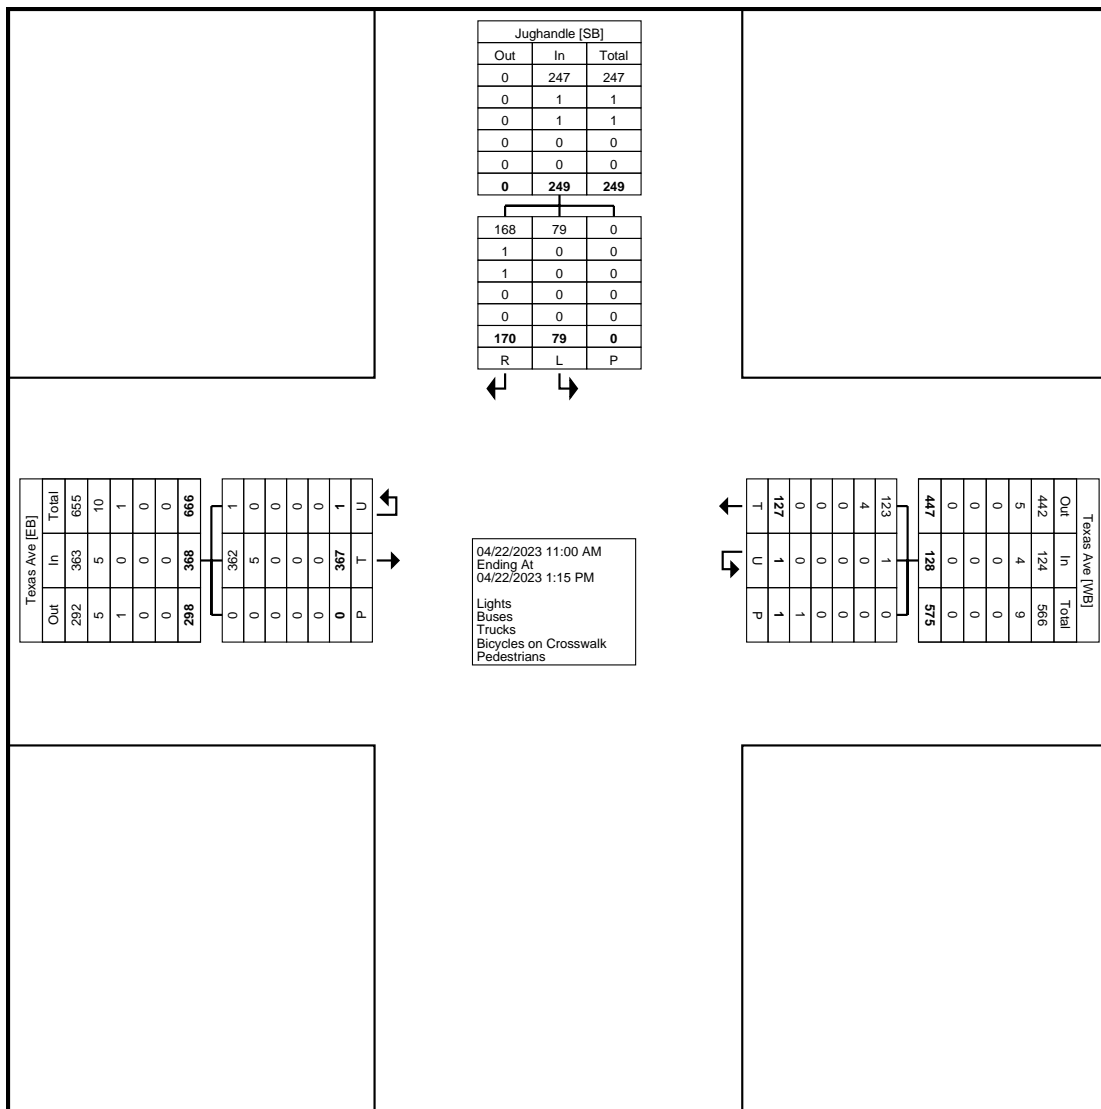 Jughandle [SB]
Out In Total
0 247 247
0 1 1
0 1 1
0 0 0
0 0 0
0 249 249
168 79 0
1 0 0
1 0 0
0 0 0
0 0 0
170 79 0
R L P
Texas Ave [EB]
Out In Total
292 363 655
5 5 10
1 0 1
0 0 0
0 0 0
298 368 666
0 362 1
0 5 0
0 0 0
0 0 0
0 0 0
0 367 1
P T U
04/22/2023 11:00 AM
Ending At
04/22/2023 1:15 PM
Lights
Buses
Trucks
Bicycles on Crosswalk
Pedestrians
Texas Ave [WB]
Out In Total
442 124 566
5 4 9
0 0 0
0 0 0
0 0 0
447 128 575
123 1 0
4 0 0
0 0 0
0 0 0
0 0 1
127 1 1
T U P